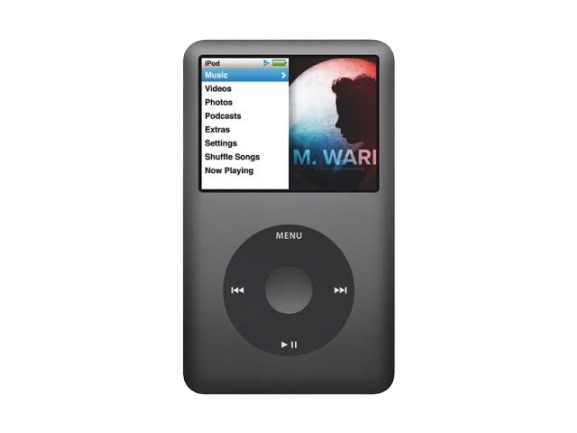 iPod
Music
Videos
Photos
Podcasts
Extras
Settings
Shuffle Songs
Now Playing
M. WARI
MENU